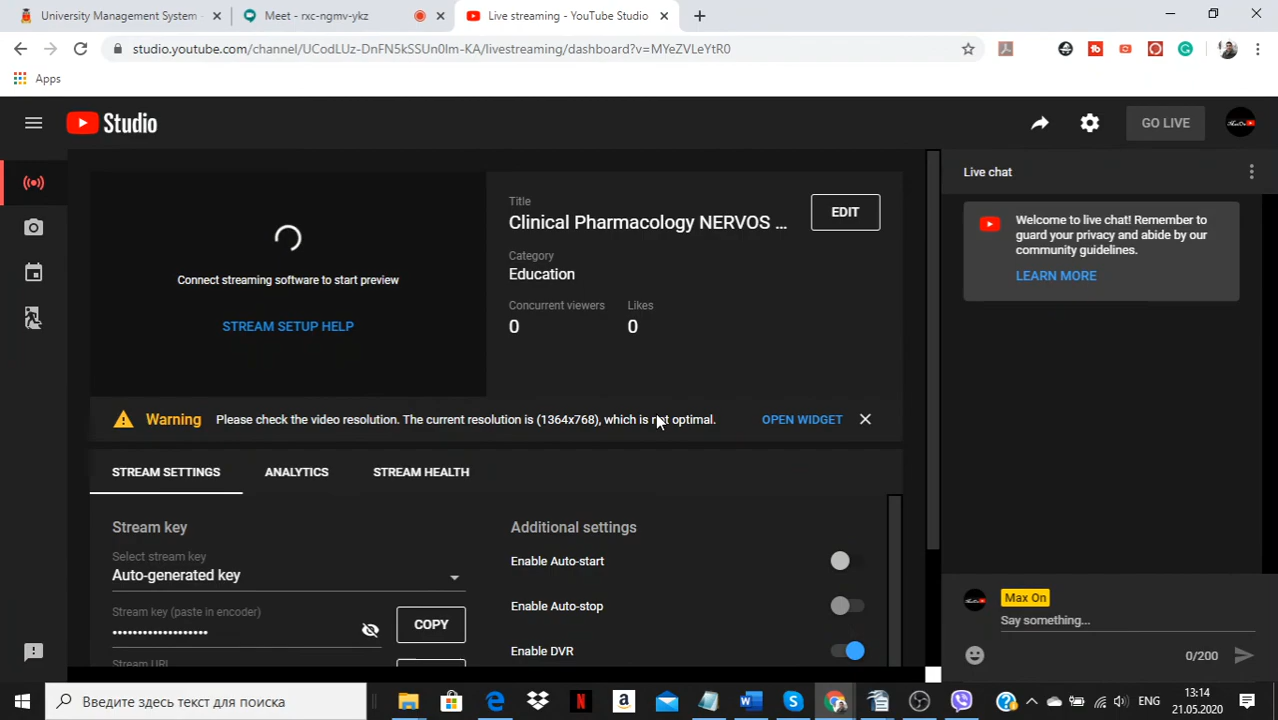 University Management System -
Meet - rxc-ngmv-ykz
Live streaming - YouTube Studio
studio.youtube.com/channel/UCodLUz-DnFN5kSSUn0lm-KA/livestreaming/dashboard?v=MYeZVLeYtR0
Apps
Studio
GO LIVE
Connect streaming software to start preview
STREAM SETUP HELP
Title
Clinical Pharmacology NERVOS ...
EDIT
Category
Education
Concurrent viewers
Likes
0
0
Warning
Please check the video resolution. The current resolution is (1364x768), which is not optimal.
OPEN WIDGET
STREAM SETTINGS
ANALYTICS
STREAM HEALTH
Stream key
Select stream key
Auto-generated key
Stream key (paste in encoder)
•••••••••••••••••••
COPY
Stream URL
Additional settings
Enable Auto-start
Enable Auto-stop
Enable DVR
Live chat
Welcome to live chat! Remember to
guard your privacy and abide by our
community guidelines.
LEARN MORE
Max On
Say something...
0/200
Введите здесь текст для поиска
ENG
13:14
21.05.2020